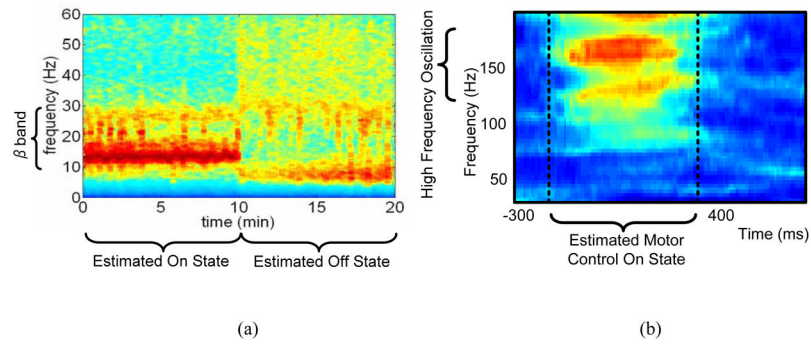 60
50
40
30
20
10
0
frequency (Hz)
β band
0 5 10 15 20
time (min)
Estimated On State Estimated Off State
(a)
High Frequency Oscillation
Frequency (Hz)
150
100
50
-300 400
Time (ms)
Estimated Motor
Control On State
(b)